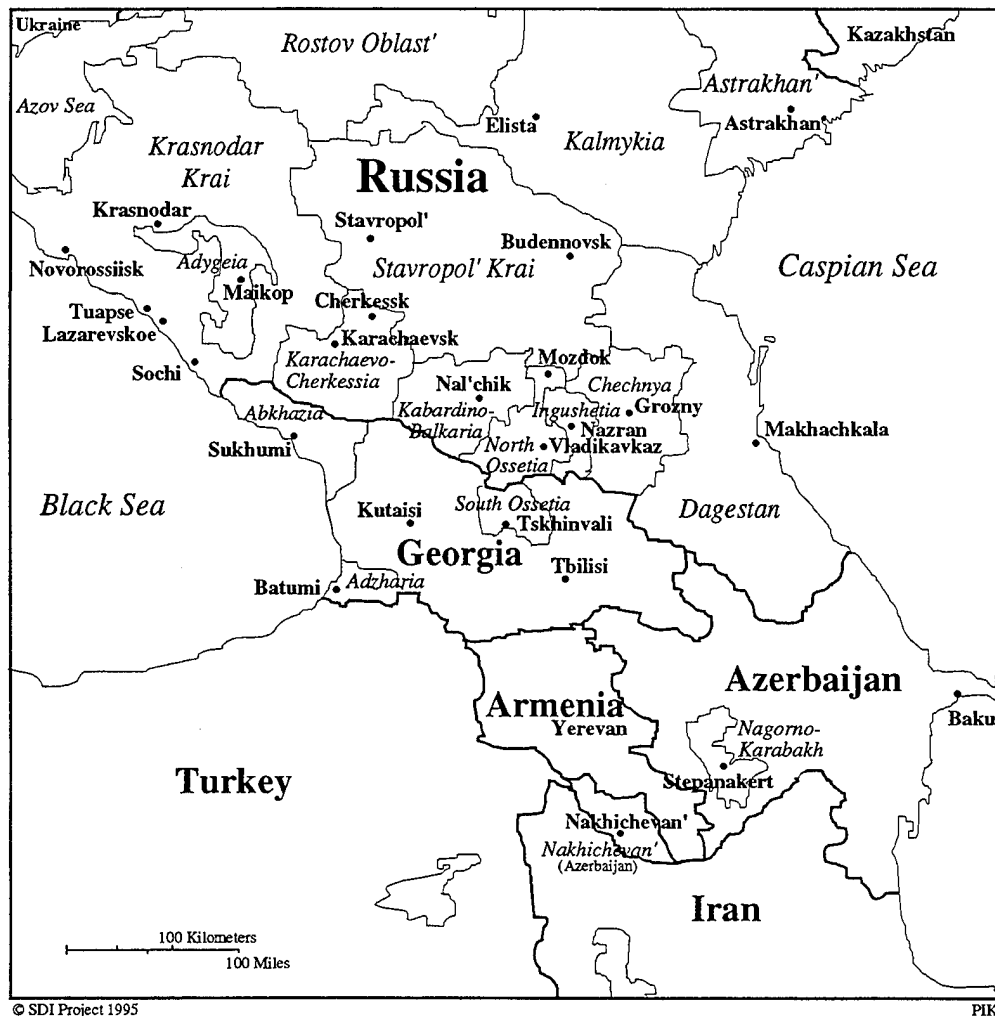 Ukraine
Rostov Oblast'
Kazakhstan
Azov Sea
Astrakhan'
Elista
Astrakhan'
Krasnodar
Krai
Kalmykia
Russia
Krasnodar
Stavropol'
Budennovsk
Novorossiisk
Adygeia
Stavropol' Krai
Caspian Sea
Maikop
Tuapse
Cherkessk
Lazarevskoe
Karachaevsk
Sochi
Karachaevo-
Cherkessia
Mozdok
Nal'chik
Chechnya
Abkhazia
Kabardino-
Balkaria
Ingushetia
Grozny
Nazran
Makhachkala
Sukhumi
North
Ossetia
Vladikavkaz
Black Sea
South Ossetia
Dagestan
Kutaisi
Tskhinvali
Georgia
Tbilisi
Batumi
Adzharia
Azerbaijan
Armenia
Yerevan
Baku
Nagorno-
Karabakh
Turkey
Stepanakert
Nakhichevan'
Nakhichevan'
(Azerbaijan)
Iran
100 Kilometers
100 Miles
© SDI Project 1995
PIK